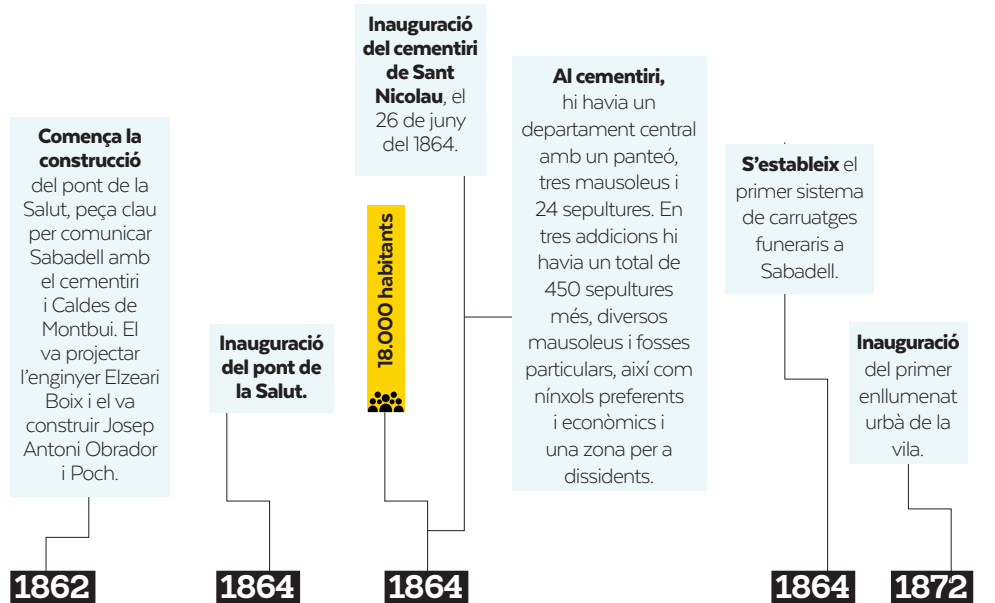 Comença la
construcció
del pont de la
Salut, peça clau
per comunicar
Sabadell amb
el cementiri
i Caldes de
Montbui. El
va projectar
l'enginyer Elzeari
Boix i el va
construir Josep
Antoni Obrador
i Poch.
1862
Inauguració
del pont de
la Salut.
1864
Inauguració
del cementiri
de Sant
Nicolau, el
26 de juny
del 1864.
18.000 habitants
Al cementiri,
hi havia un
departament central
amb un panteó,
tres mausoleus i
24 sepultures. En
tres addicions hi
havia un total de
450 sepultures
més, diversos
mausoleus i fosses
particulars, així com
nínxols preferents
i econòmics i
una zona per a
dissidents.
1864
S'estableix el
primer sistema
de carruatges
funeraris a
Sabadell.
1864
Inauguració
del primer
enllumenat
urbà de la
vila.
1872